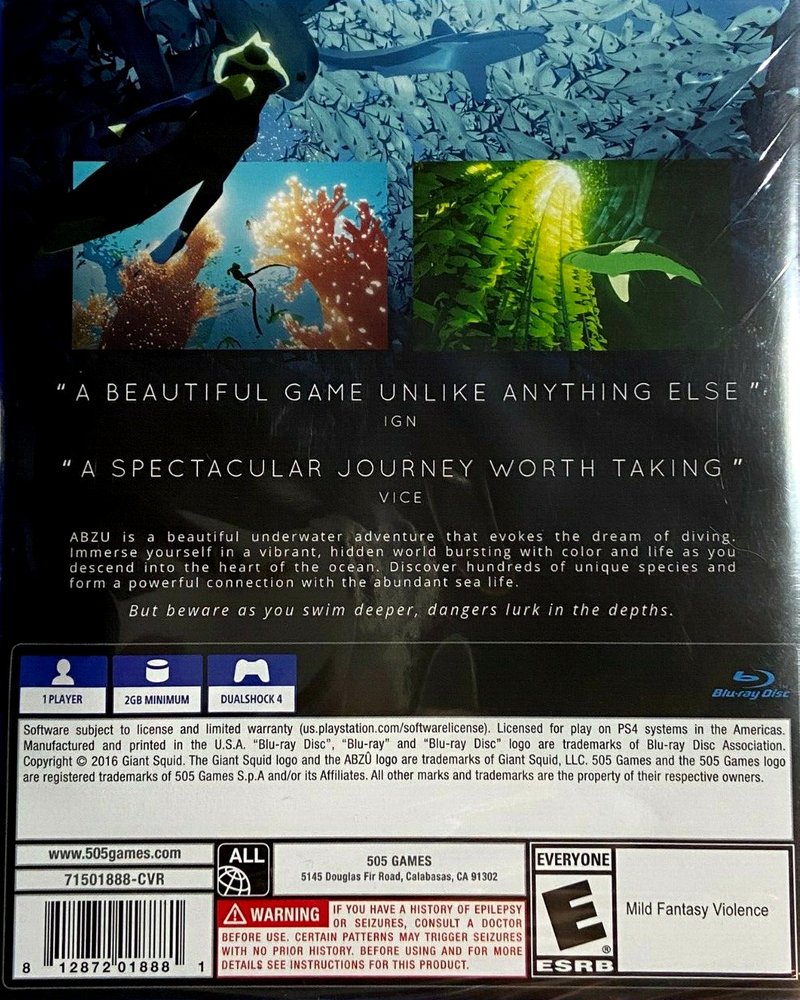 “ A BEAUTIFUL GAME UNLIKE ANYTHING ELSE ”
IGN
“ A SPECTACULAR JOURNEY WORTH TAKING ”
VICE
ABZU is a beautiful underwater adventure that evokes the dream of diving.
Immerse yourself in a vibrant, hidden world bursting with color and life as you
descend into the heart of the ocean. Discover hundreds of unique species and
form a powerful connection with the abundant sea life.
But beware as you swim deeper, dangers lurk in the depths.
1 PLAYER
2GB MINIMUM
DUALSHOCK 4
Blu-ray Disc
Software subject to license and limited warranty (us.playstation.com/softwarelicense). Licensed for play on PS4 systems in the Americas.
Manufactured and printed in the U.S.A. “Blu-ray Disc”, “Blu-ray” and “Blu-ray Disc” logo are trademarks of Blu-ray Disc Association.
Copyright © 2016 Giant Squid. The Giant Squid logo and the ABZÛ logo are trademarks of Giant Squid, LLC. 505 Games and the 505 Games logo
are registered trademarks of 505 Games S.p.A and/or its Affiliates. All other marks and trademarks are the property of their respective owners.
www.505games.com
71501888-CVR
8 12872 01888 1
ALL
505 GAMES
5145 Douglas Fir Road, Calabasas, CA 91302
WARNING IF YOU HAVE A HISTORY OF EPILEPSY
OR SEIZURES, CONSULT A DOCTOR
BEFORE USE. CERTAIN PATTERNS MAY TRIGGER SEIZURES
WITH NO PRIOR HISTORY. BEFORE USING AND FOR MORE
DETAILS SEE INSTRUCTIONS FOR THIS PRODUCT.
EVERYONE
E
®
ESRB
Mild Fantasy Violence